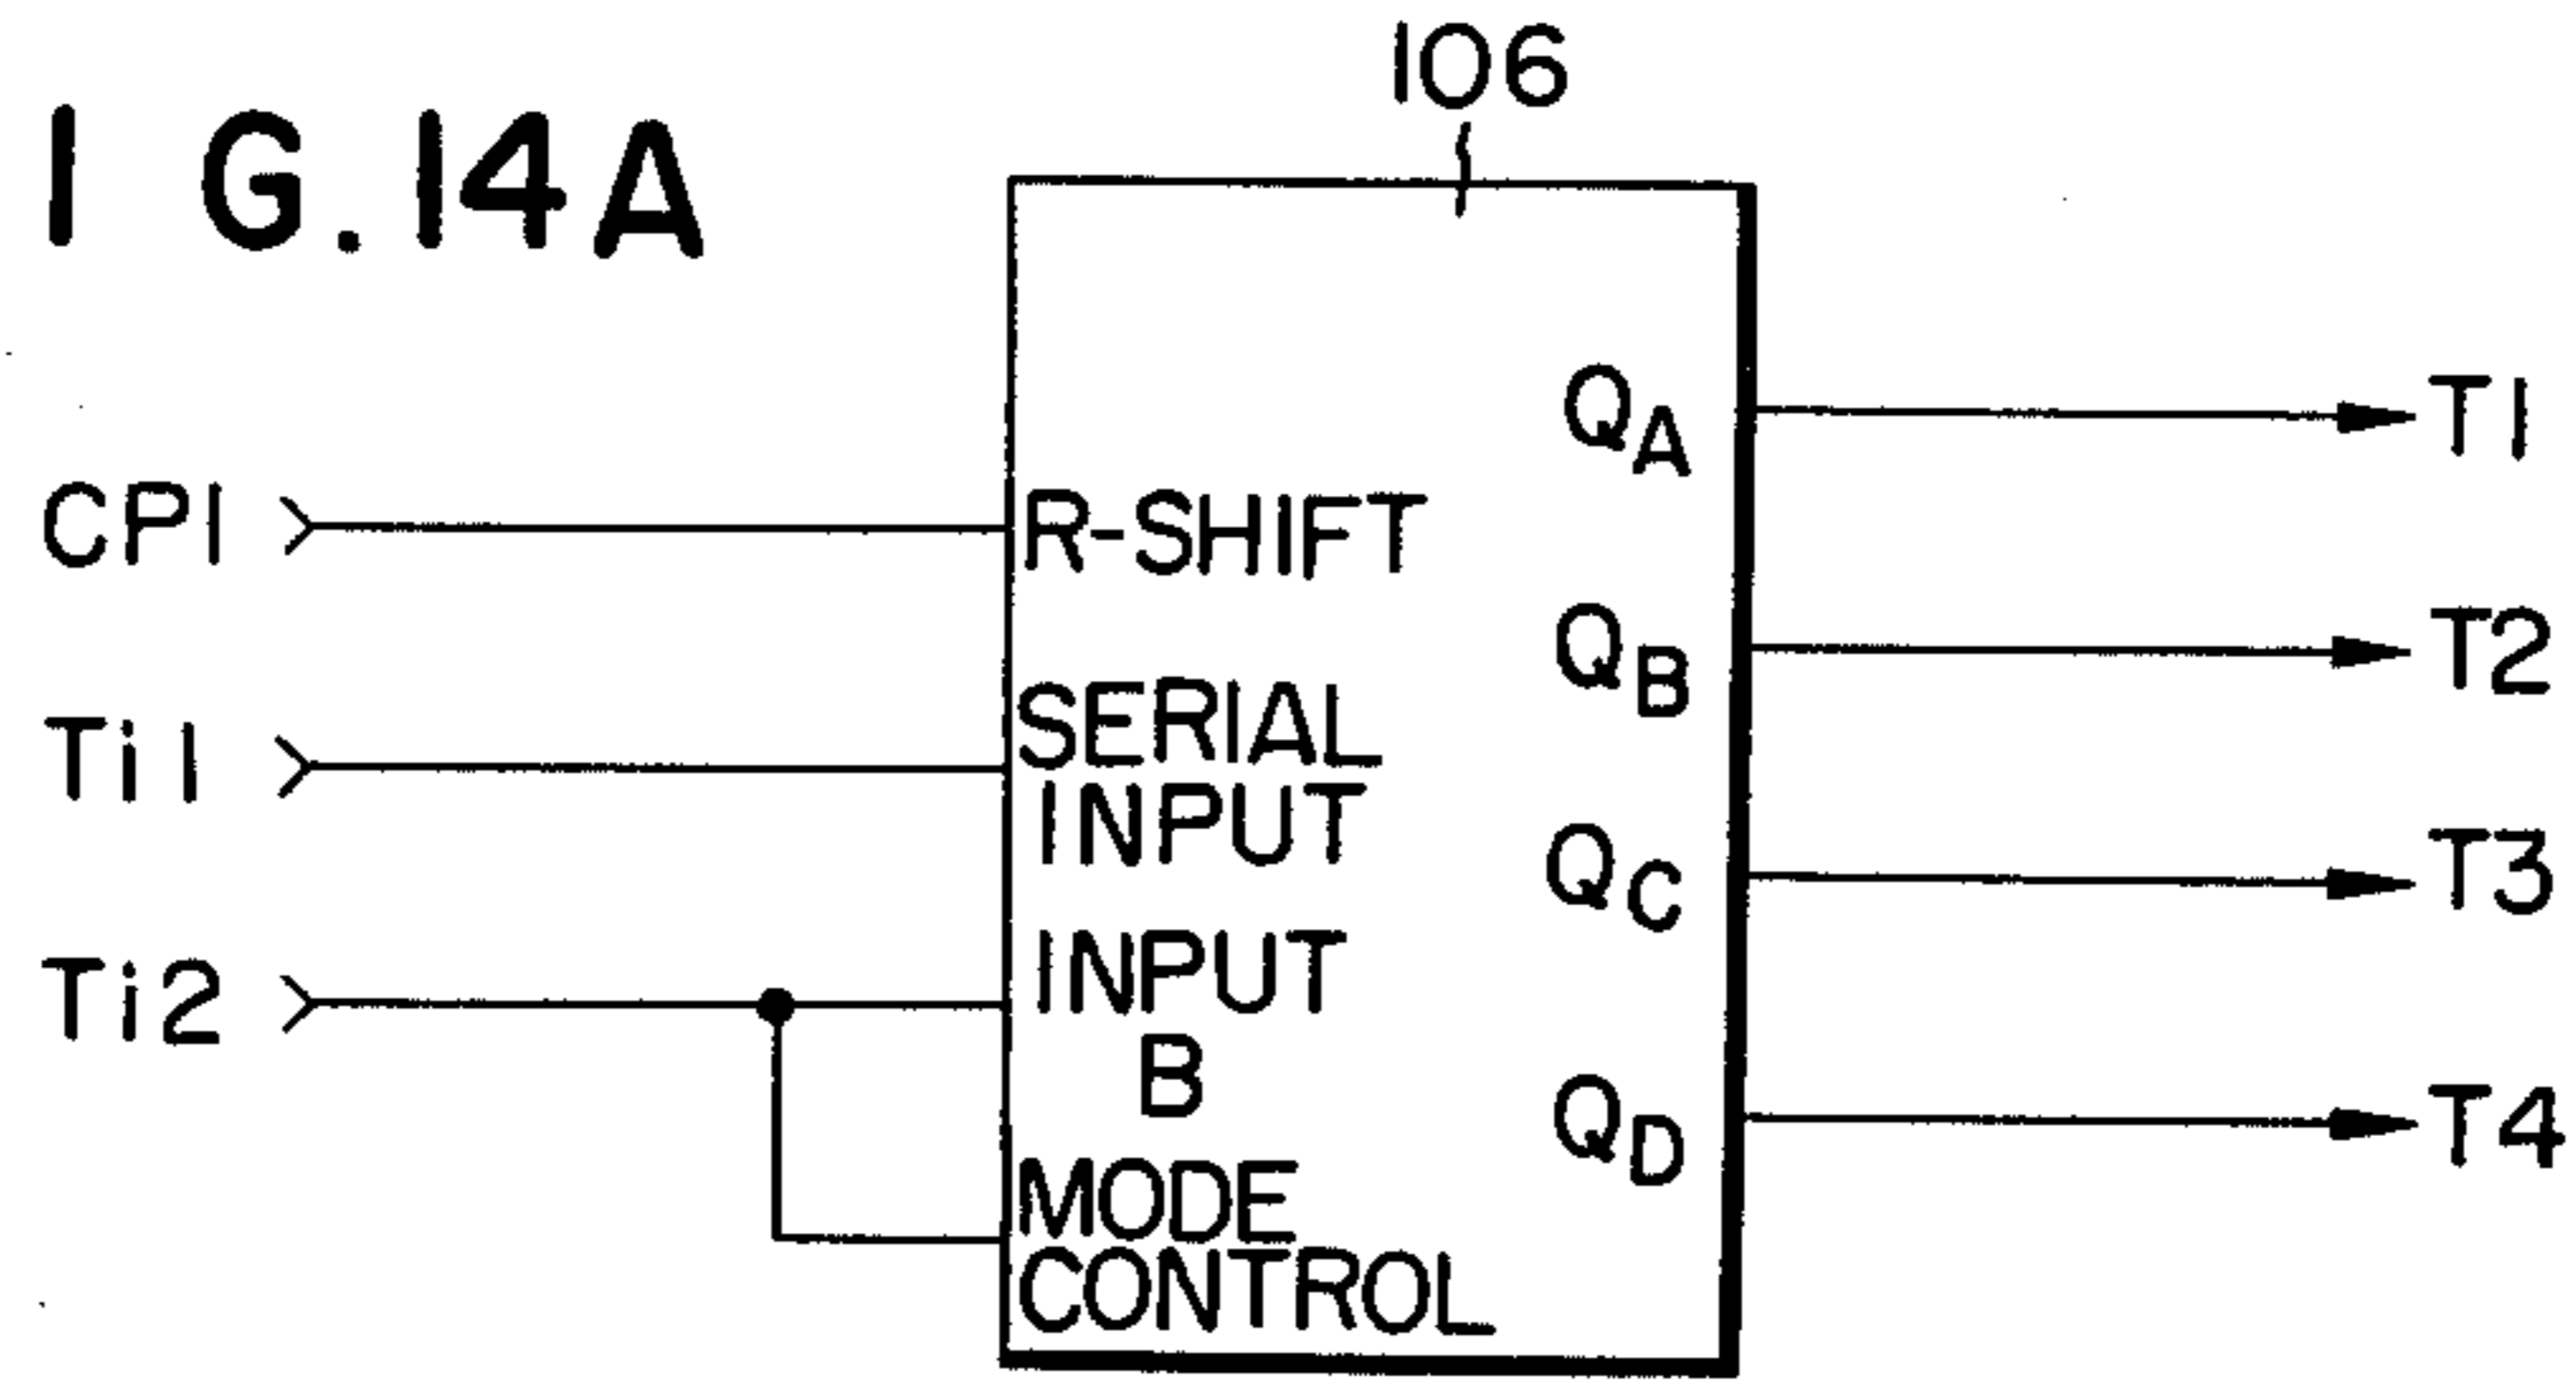 106
I G.14A
QA T1
CP1 R-SHIFT
QB T2
Ti1 SERIAL
INPUT
QC T3
Ti2 INPUT
B
QD T4
MODE
CONTROL